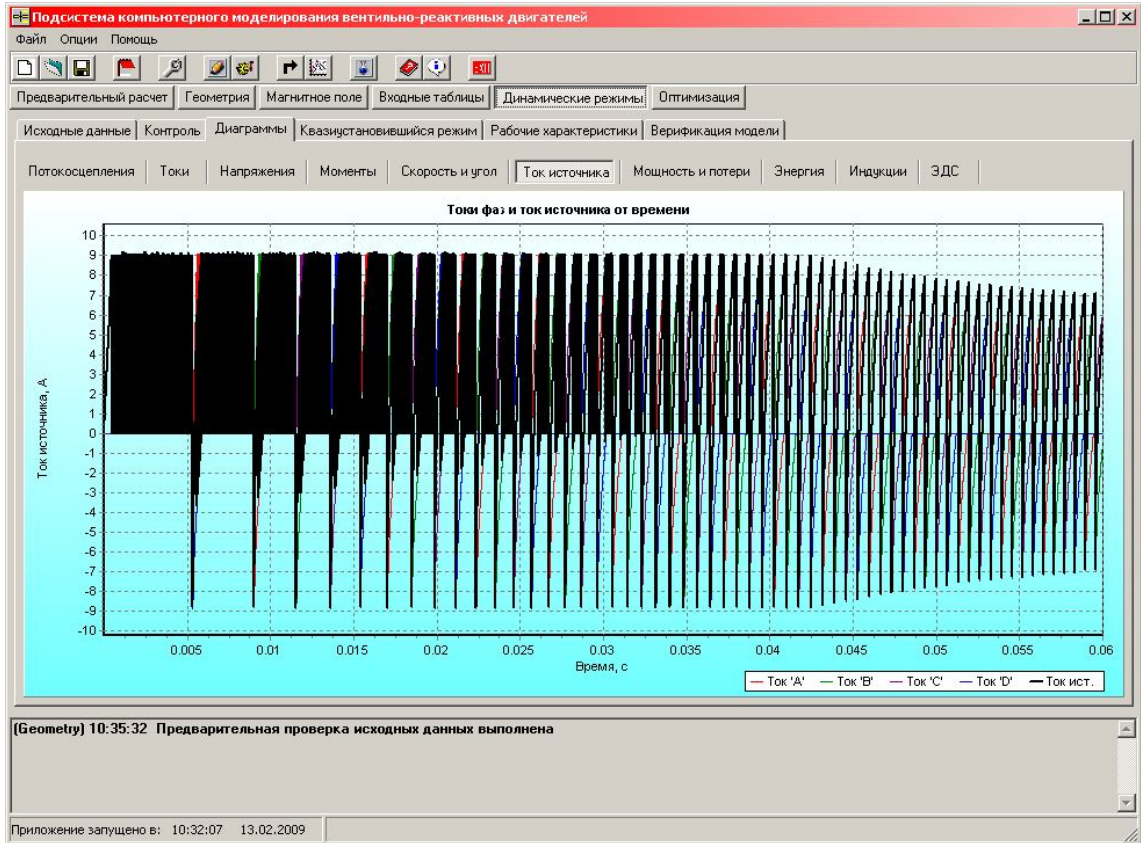 Подсистема компьютерного моделирования вентильно-реактивных двигателей
Файл Опции Помощь
EXIT
Предварительный расчет Геометрия Магнитное поле Входные таблицы Динамические режимы Оптимизация
Исходные данные Контроль Диаграммы Квазиустановившийся режим Рабочие характеристики Верификация модели
Потокосцепления Токи Напряжения Моменты Скорость и угол Ток источника Мощность и потери Энергия Индукции ЭДС
Токи фаз и ток источника от времени
10
9
8
7
6
5
4
3
2
1
0
-1
-2
-3
-4
-5
-6
-7
-8
-9
-10
Ток источника, А
0.005 0.01 0.015 0.02 0.025 0.03 0.035 0.04 0.045 0.05 0.055 0.06
Время, с
Ток 'A' Ток 'B' Ток 'C' Ток 'D' Ток ист.
(Geometry) 10:35:32 Предварительная проверка исходных данных выполнена
Приложение запущено в: 10:32:07 13.02.2009